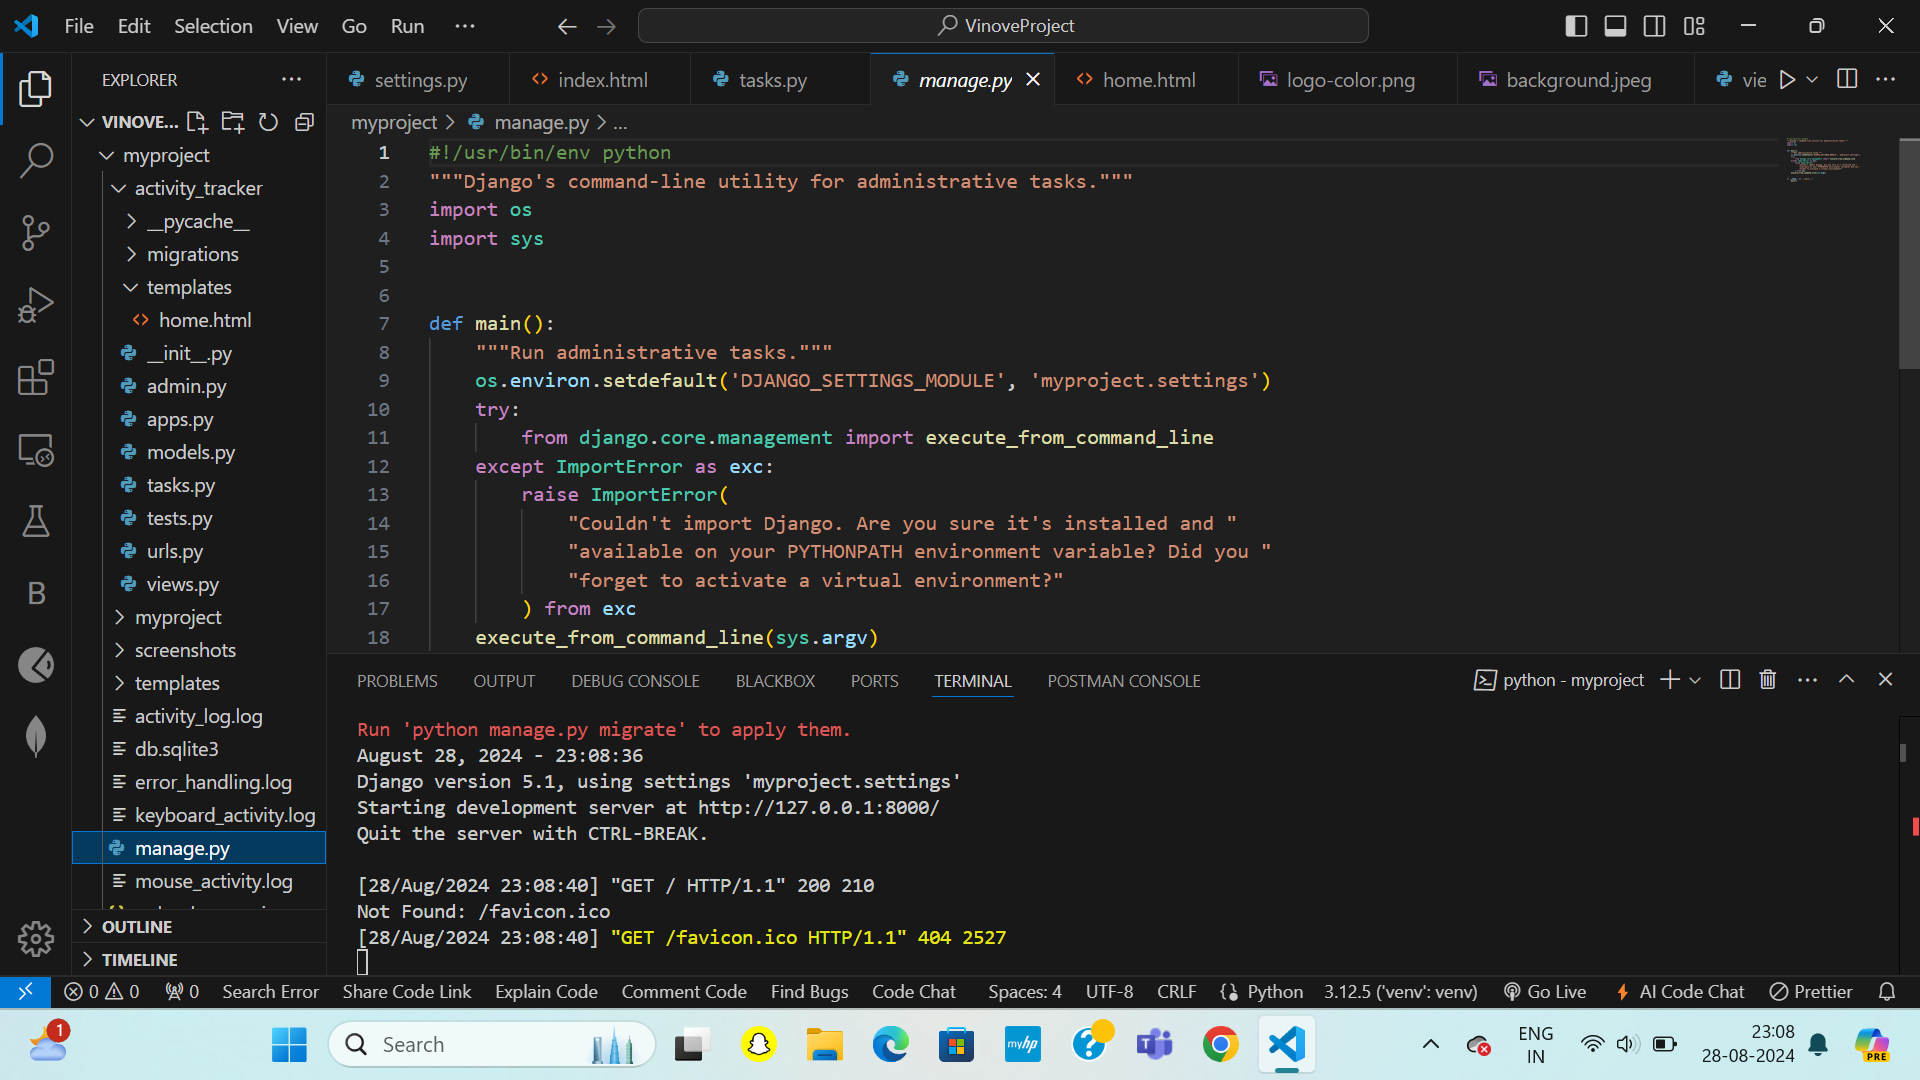 File Edit Selection View Go Run ···
VinoveProject
EXPLORER
settings.py
index.html
tasks.py
manage.py
home.html
logo-color.png
background.jpeg
vie
VINOVE...
myproject
activity_tracker
__pycache__
migrations
templates
home.html
__init__.py
admin.py
apps.py
models.py
tasks.py
tests.py
urls.py
views.py
myproject
screenshots
templates
activity_log.log
db.sqlite3
error_handling.log
keyboard_activity.log
manage.py
mouse_activity.log
OUTLINE
TIMELINE
myproject > manage.py > ...
1 #!/usr/bin/env python
2 """Django's command-line utility for administrative tasks."""
3 import os
4 import sys
5
6
7 def main():
8 """Run administrative tasks."""
9 os.environ.setdefault('DJANGO_SETTINGS_MODULE', 'myproject.settings')
10 try:
11 from django.core.management import execute_from_command_line
12 except ImportError as exc:
13 raise ImportError(
14 "Couldn't import Django. Are you sure it's installed and "
15 "available on your PYTHONPATH environment variable? Did you "
16 "forget to activate a virtual environment?"
17 ) from exc
18 execute_from_command_line(sys.argv)
PROBLEMS OUTPUT DEBUG CONSOLE BLACKBOX PORTS TERMINAL POSTMAN CONSOLE
python - myproject
Run 'python manage.py migrate' to apply them.
August 28, 2024 - 23:08:36
Django version 5.1, using settings 'myproject.settings'
Starting development server at http://127.0.0.1:8000/
Quit the server with CTRL-BREAK.
[28/Aug/2024 23:08:40] "GET / HTTP/1.1" 200 210
Not Found: /favicon.ico
[28/Aug/2024 23:08:40] "GET /favicon.ico HTTP/1.1" 404 2527
0 0 0 Search Error Share Code Link Explain Code Comment Code Find Bugs Code Chat Spaces: 4 UTF-8 CRLF Python 3.12.5 ('venv': venv) Go Live AI Code Chat Prettier
1
Search
myhp
ENG
IN
23:08
28-08-2024
PRE